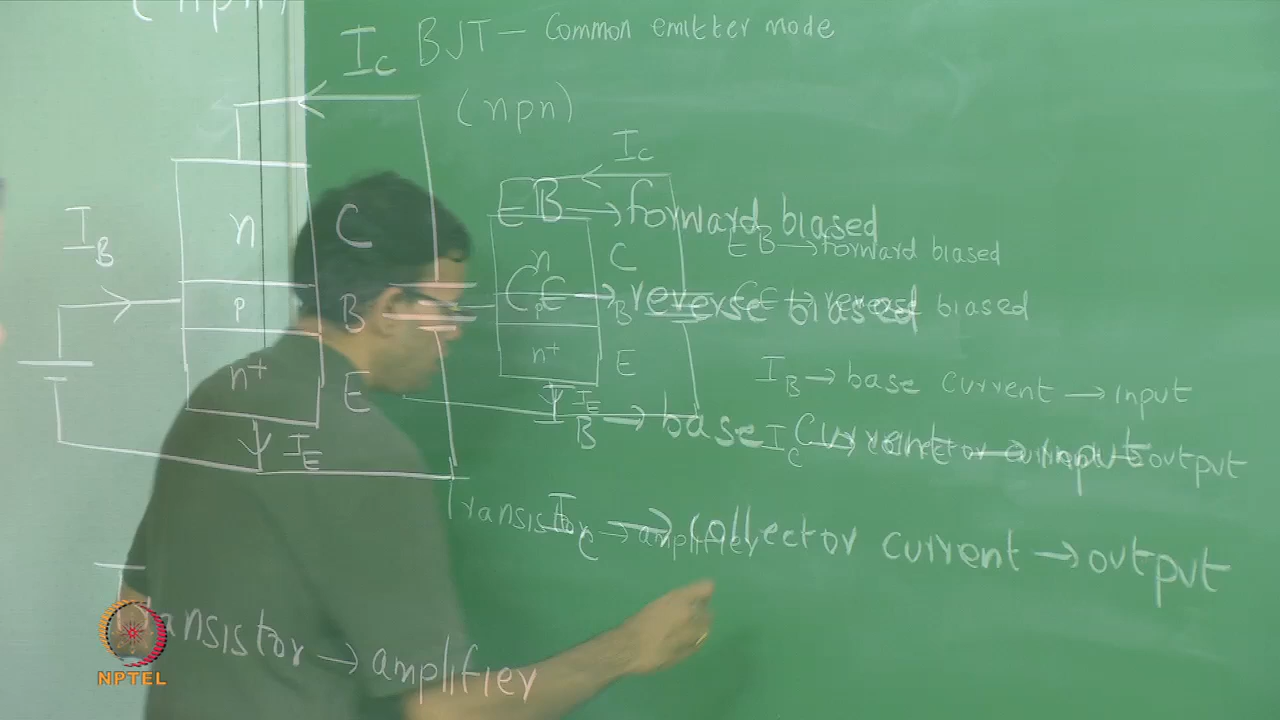 (npn)
BJT – Common emitter mode
(npn)
I_C
I_C
I_B
n
C
p
B
n+
E
I_E
n
C
p
B
n+
E
I_E
EB → forward biased
EB → forward biased
CE → reverse biased
CE → reverse biased
I_B → base current → input
I_B → base current → input
I_C → collector current → output
I_C → collector current → output
Transistor → amplifier
Transistor → amplifier
NPTEL